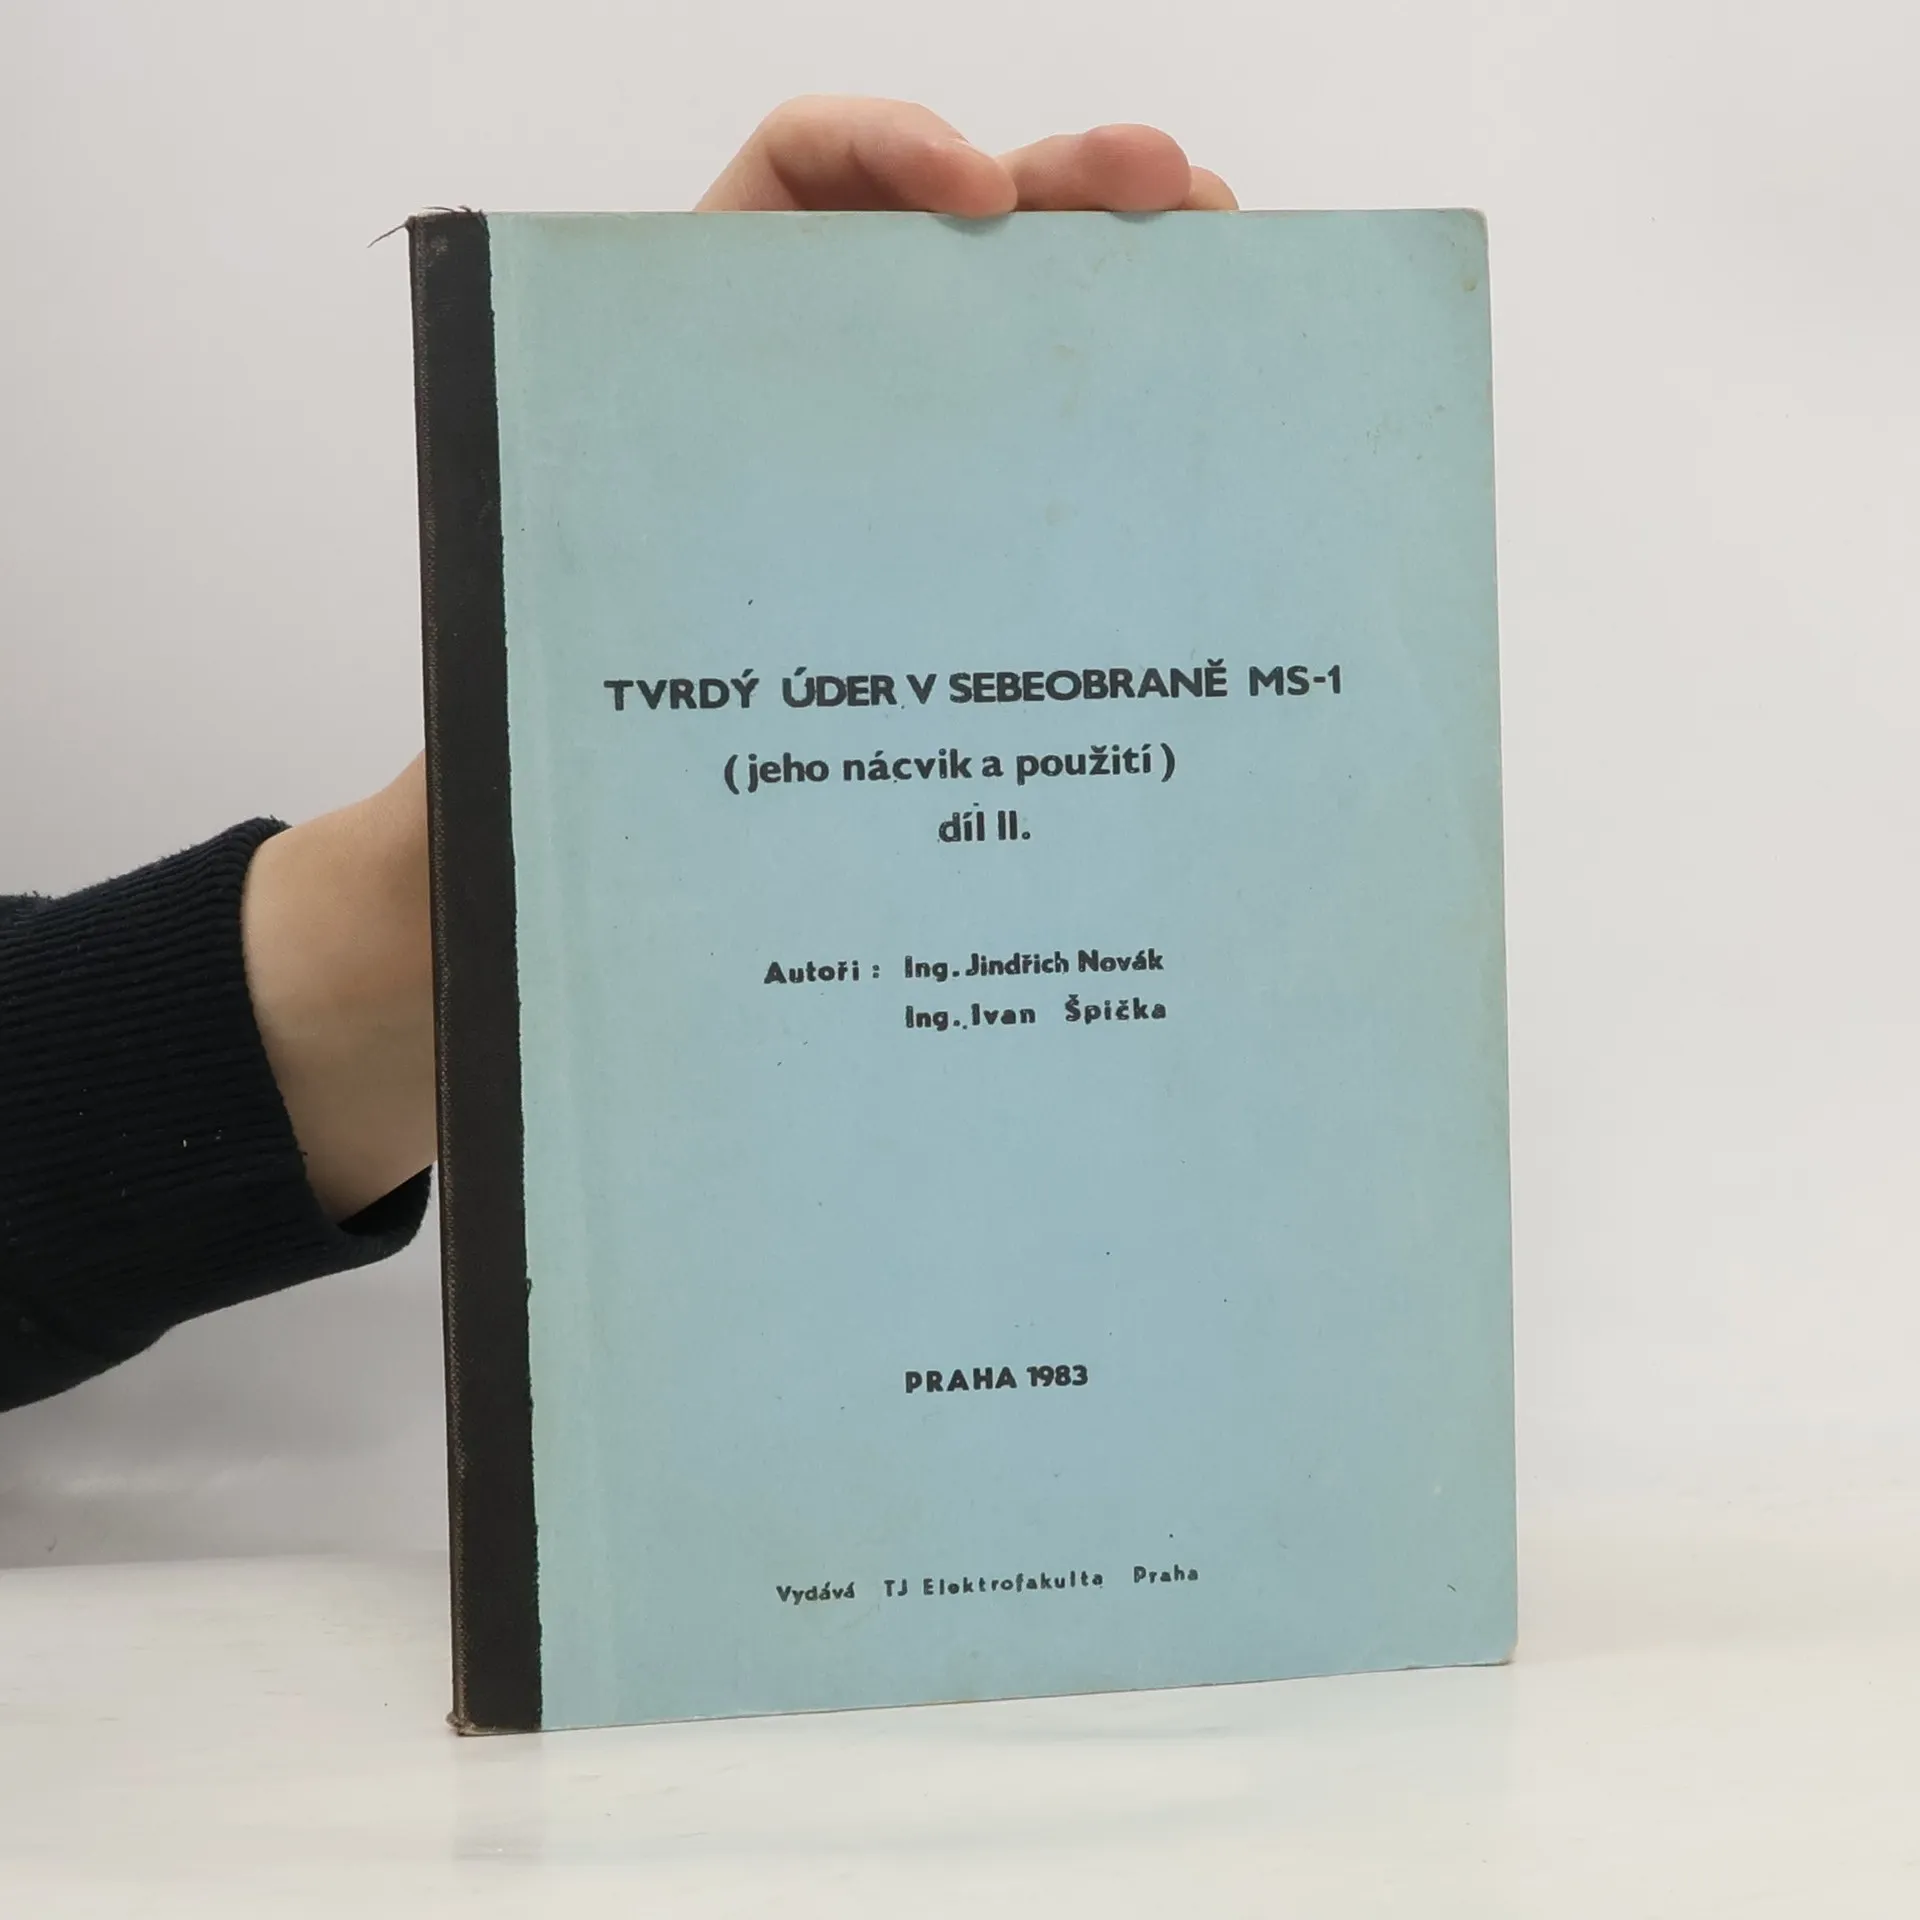 TVRDÝ ÚDER V SEBEOBRANĚ MS-1
(jeho nácvik a použití)
díl II.
Autoři: Ing. Jindřich Novák
Ing. Ivan Špička
PRAHA 1983
Vydává TJ Elektrofakulta Praha